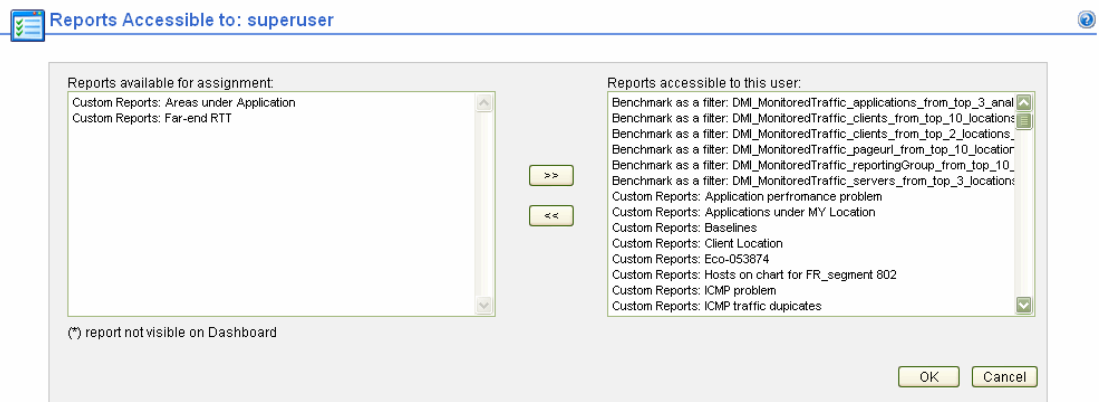 Reports Accessible to: superuser
Reports available for assignment:
Custom Reports: Areas under Application
Custom Reports: Far-end RTT
>>
<<
Reports accessible to this user:
Benchmark as a filter: DMI_MonitoredTraffic_applications_from_top_3_anal
Benchmark as a filter: DMI_MonitoredTraffic_clients_from_top_10_locations
Benchmark as a filter: DMI_MonitoredTraffic_clients_from_top_2_locations_
Benchmark as a filter: DMI_MonitoredTraffic_pageurl_from_top_10_location
Benchmark as a filter: DMI_MonitoredTraffic_reportingGroup_from_top_10_
Benchmark as a filter: DMI_MonitoredTraffic_servers_from_top_3_locations
Custom Reports: Application perfromance problem
Custom Reports: Applications under MY Location
Custom Reports: Baselines
Custom Reports: Client Location
Custom Reports: Eco-053874
Custom Reports: Hosts on chart for FR_segment 802
Custom Reports: ICMP problem
Custom Reports: ICMP traffic dupicates
(*) report not visible on Dashboard
OK
Cancel